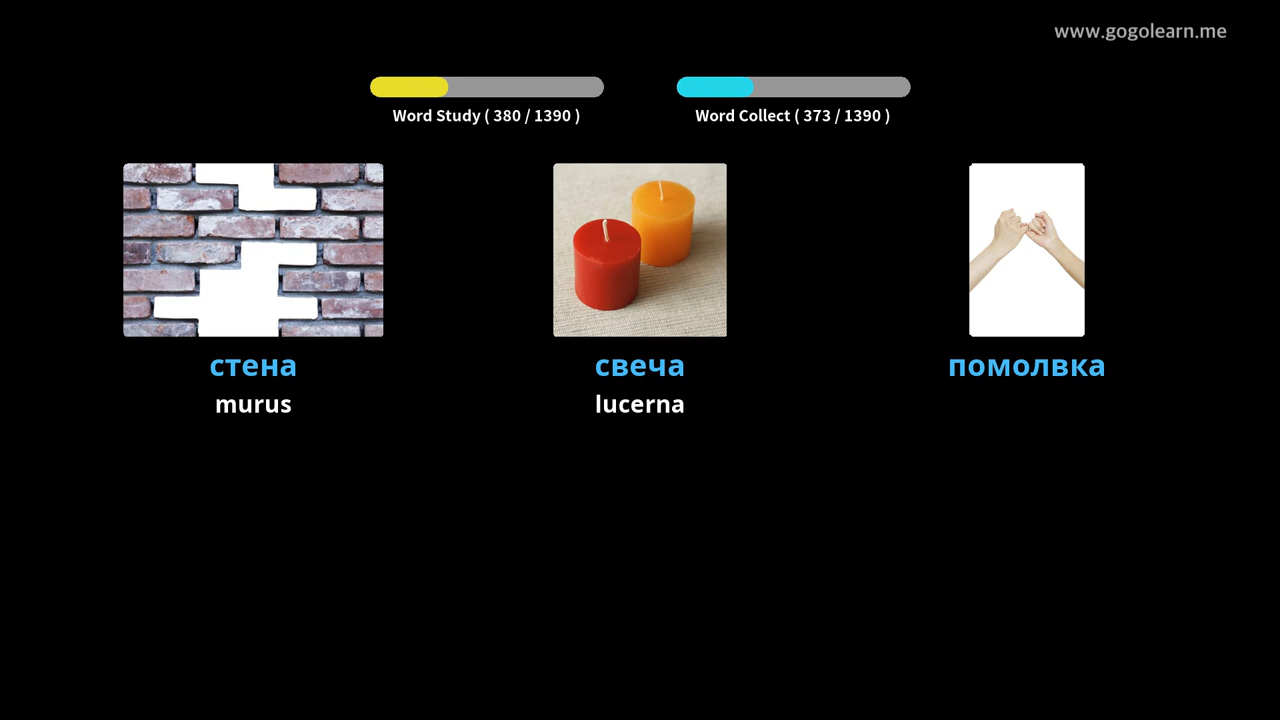 www.gogolearn.me
Word Study ( 380 / 1390 )
Word Collect ( 373 / 1390 )
стена
свеча
помолвка
murus
lucerna